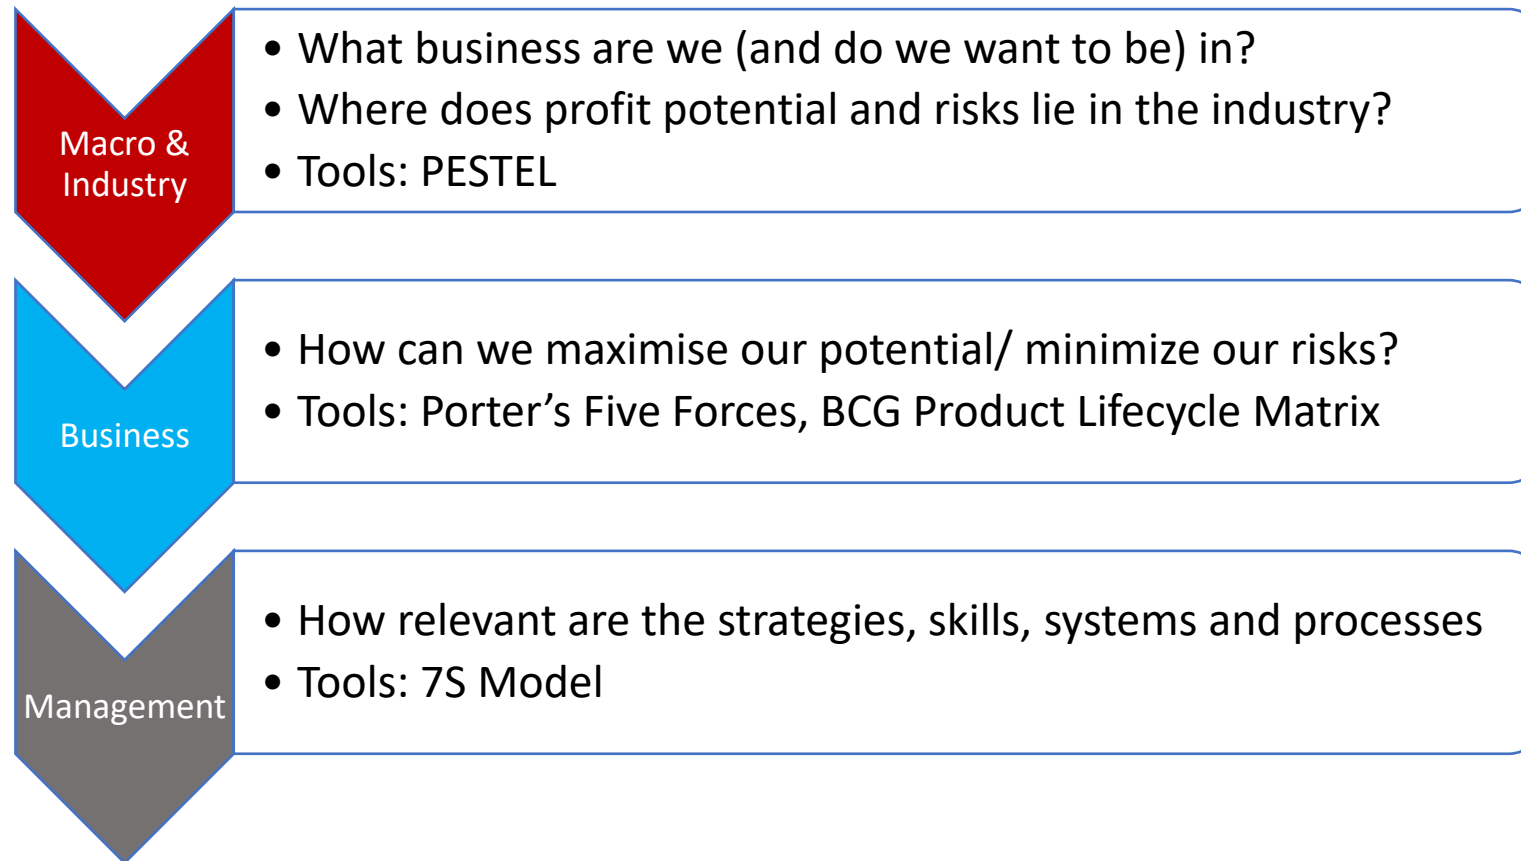 Macro &
Industry
• What business are we (and do we want to be) in?
• Where does profit potential and risks lie in the industry?
• Tools: PESTEL
Business
• How can we maximise our potential/ minimize our risks?
• Tools: Porter’s Five Forces, BCG Product Lifecycle Matrix
Management
• How relevant are the strategies, skills, systems and processes
• Tools: 7S Model